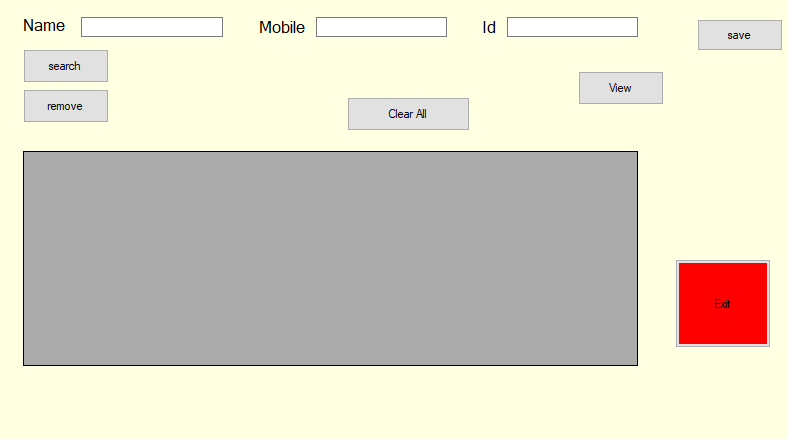 Name
Mobile
Id
save
search
View
remove
Clear All
Exit